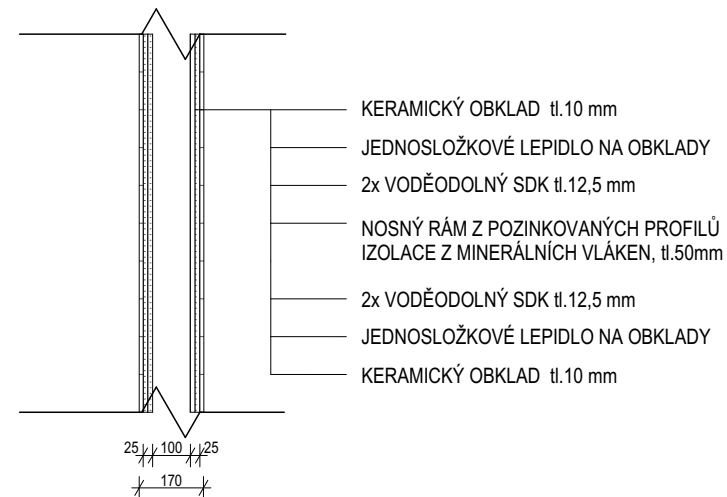 KERAMICKÝ OBKLAD tl.10 mm
JEDNOSLOŽKOVÉ LEPIDLO NA OBKLADY
2x VODĚODOLNÝ SDK tl.12,5 mm
NOSNÝ RÁM Z POZINKOVANÝCH PROFILŮ
IZOLACE Z MINERÁLNÍCH VLÁKEN, tl.50mm
2x VODĚODOLNÝ SDK tl.12,5 mm
JEDNOSLOŽKOVÉ LEPIDLO NA OBKLADY
KERAMICKÝ OBKLAD tl.10 mm
25 100 25
170